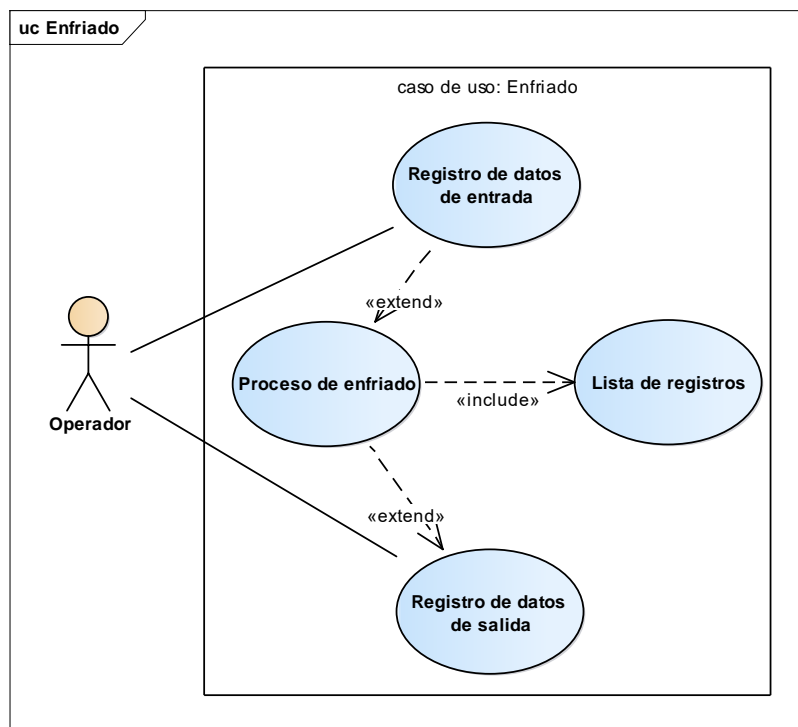 uc Enfriado
caso de uso: Enfriado
Registro de datos
de entrada
«extend»
Operador
Proceso de enfriado
«include»
Lista de registros
«extend»
Registro de datos
de salida